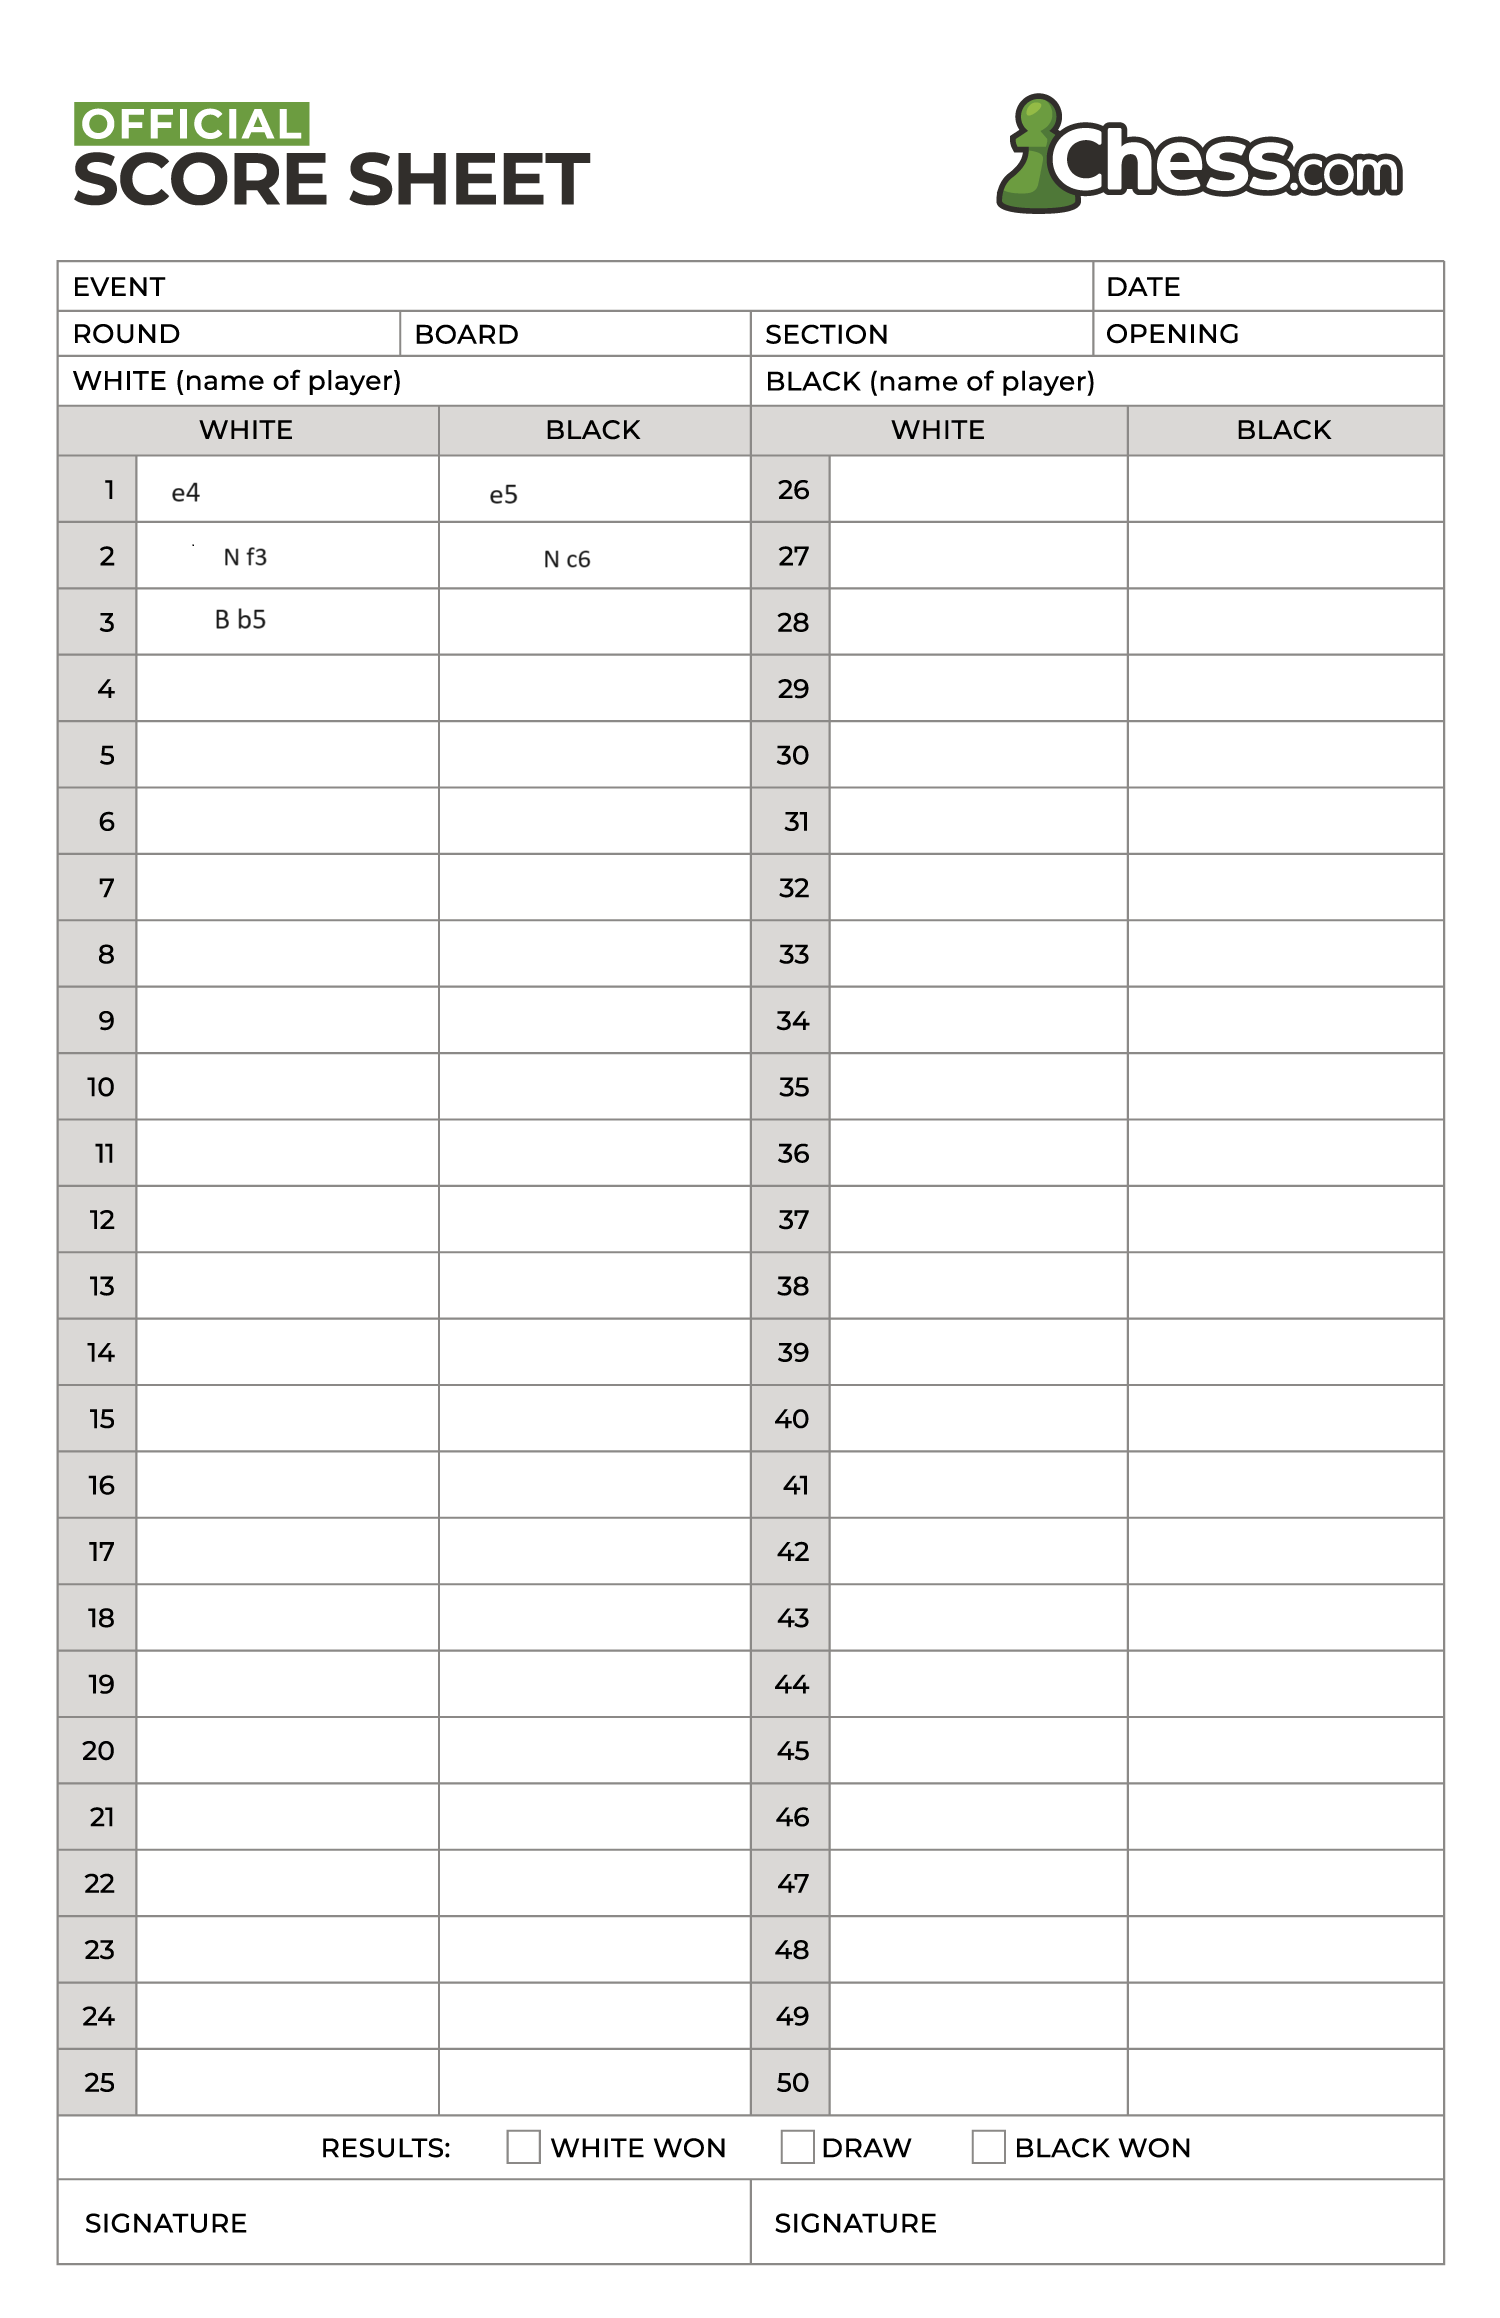 OFFICIAL
SCORE SHEET
Chess.com
EVENT DATE
ROUND BOARD SECTION OPENING
WHITE (name of player) BLACK (name of player)
WHITE BLACK WHITE BLACK
1 e4 e5 26
2 N f3 N c6 27
3 B b5 28
4 29
5 30
6 31
7 32
8 33
9 34
10 35
11 36
12 37
13 38
14 39
15 40
16 41
17 42
18 43
19 44
20 45
21 46
22 47
23 48
24 49
25 50
RESULTS: WHITE WON DRAW BLACK WON
SIGNATURE SIGNATURE